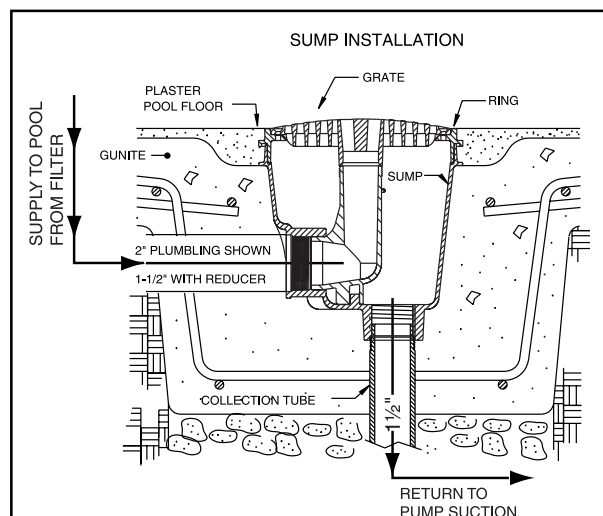 SUMP INSTALLATION
GRATE
PLASTER
POOL FLOOR
RING
GUNITE
SUMP
SUPPLY TO POOL
FROM FILTER
2" PLUMBLING SHOWN
1-1/2" WITH REDUCER
COLLECTION TUBE
1 ½"
RETURN TO
PUMP SUCTION